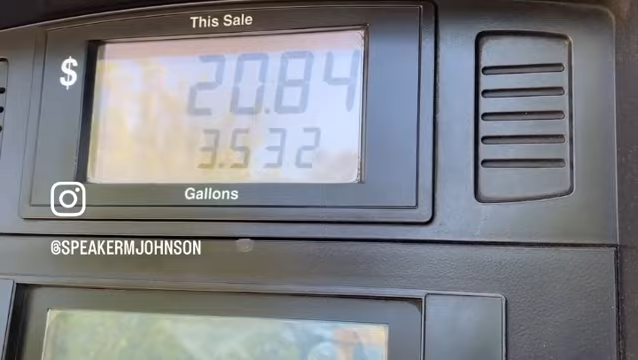 This Sale
$
20.84
3.532
Gallons
@SPEAKERMJOHNSON